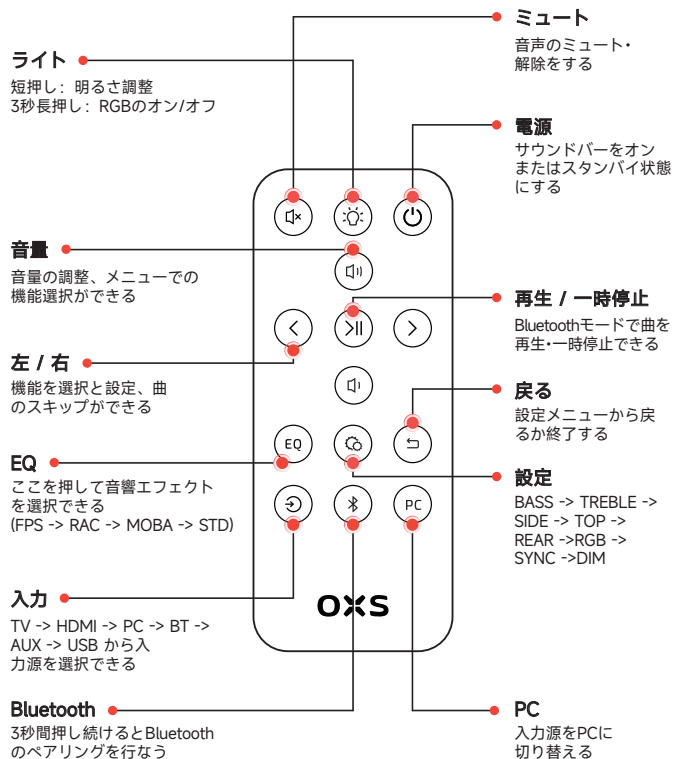 ミュート
音声のミュート・
解除をする
ライト
短押し： 明るさ調整
3秒長押し： RGBのオン/オフ
電源
サウンドバーをオン
またはスタンバイ状態
にする
音量
音量の調整、メニューでの
機能選択ができる
再生 / 一時停止
Bluetoothモードで曲を
再生・一時停止できる
左 / 右
機能を選択と設定、曲
のスキップができる
戻る
設定メニューから戻
るか終了する
EQ
ここを押して音響エフェクト
を選択できる
(FPS -> RAC -> MOBA -> STD)
EQ
設定
BASS -> TREBLE ->
SIDE -> TOP ->
REAR ->RGB ->
SYNC ->DIM
PC
入力
TV -> HDMI -> PC -> BT ->
AUX -> USB から入
力源を選択できる
OXS
Bluetooth
3秒間押し続けるとBluetooth
のペアリングを行なう
PC
入力源をPCに
切り替える